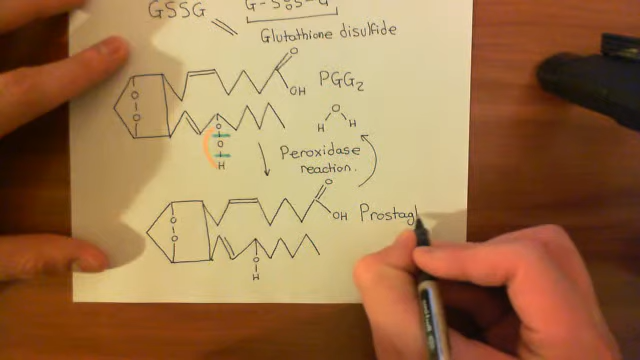 GSSG G-S-S-G
Glutathione disulfide
O
OH PGG2
O
O
O
H H
O
O
H
Peroxidase
reaction.
O
OH Prostagl
O
O
O
H